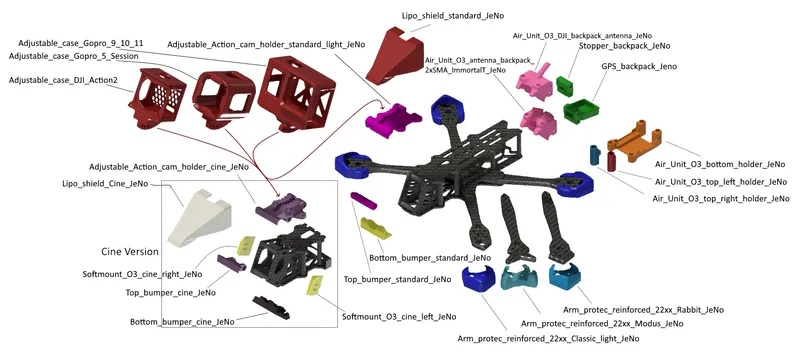 Lipo_shield_standard_JeNo
Adjustable_case_Gopro_9_10_11
Adjustable_Action_cam_holder_standard_light_JeNo
Adjustable_case_Gopro_5_Session
Adjustable_case_DJI_Action2
Air_Unit_O3_DJI_backpack_antenna_JeNo
Stopper_backpack_JeNo
Air_Unit_O3_antenna_backpack_
2xSMA_ImmortalT_JeNo
GPS_backpack_Jeno
Air_Unit_O3_bottom_holder_JeNo
Air_Unit_O3_top_left_holder_JeNo
Air_Unit_O3_top_right_holder_JeNo
Adjustable_Action_cam_holder_cine_JeNo
Lipo_shield_Cine_JeNo
Cine Version
Softmount_O3_cine_right_JeNo
Top_bumper_cine_JeNo
Bottom_bumper_cine_JeNo
Softmount_O3_cine_left_JeNo
Bottom_bumper_standard_JeNo
Top_bumper_standard_JeNo
Arm_protec_reinforced_22xx_Rabbit_JeNo
Arm_protec_reinforced_22xx_Modus_JeNo
Arm_protec_reinforced_22xx_Classic_light_JeNo